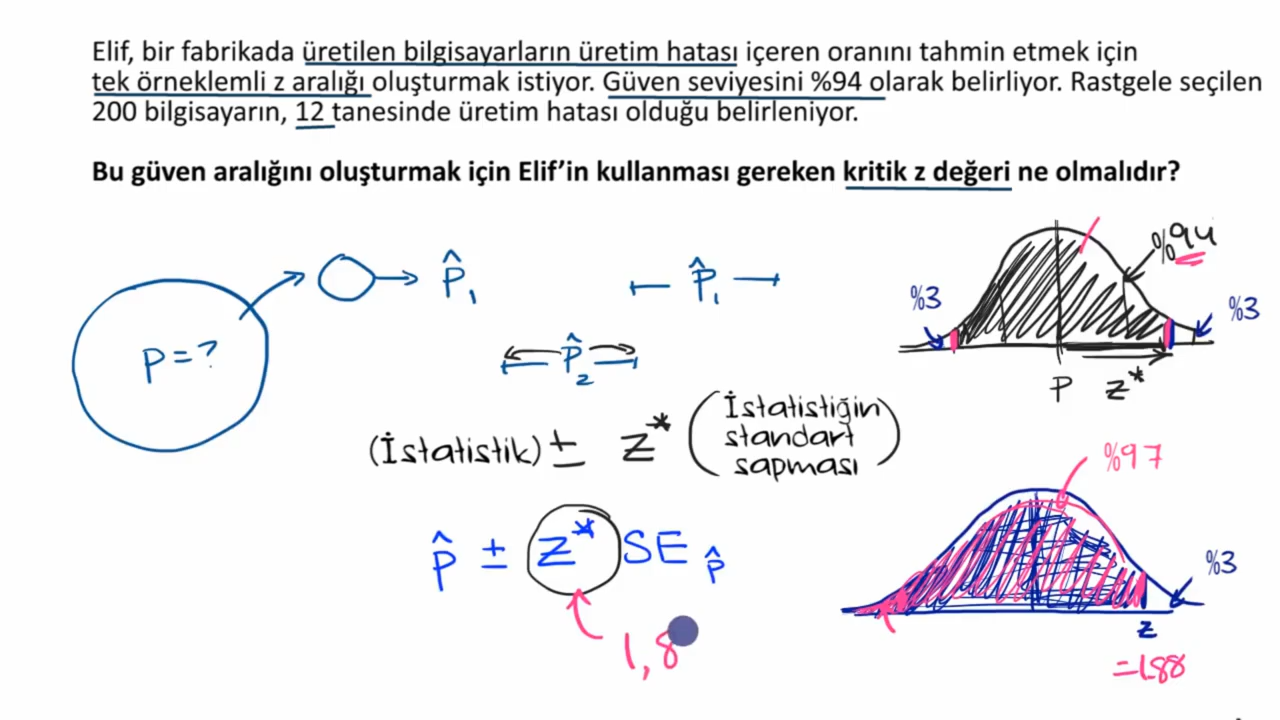 Elif, bir fabrikada üretilen bilgisayarların üretim hatası içeren oranını tahmin etmek için
tek örneklemli z aralığı oluşturmak istiyor. Güven seviyesini %94 olarak belirliyor. Rastgele seçilen
200 bilgisayarın, 12 tanesinde üretim hatası olduğu belirleniyor.
Bu güven aralığını oluşturmak için Elif'in kullanması gereken kritik z değeri ne olmalıdır?
P = ?
p̂₁
p̂₁
p̂₂
%94
%3
%3
P z*
(İstatistik) ± z* (İstatistiğin
standart
sapması)
%97
p̂ ± z* SE p̂
%3
z
=1.88
1,8